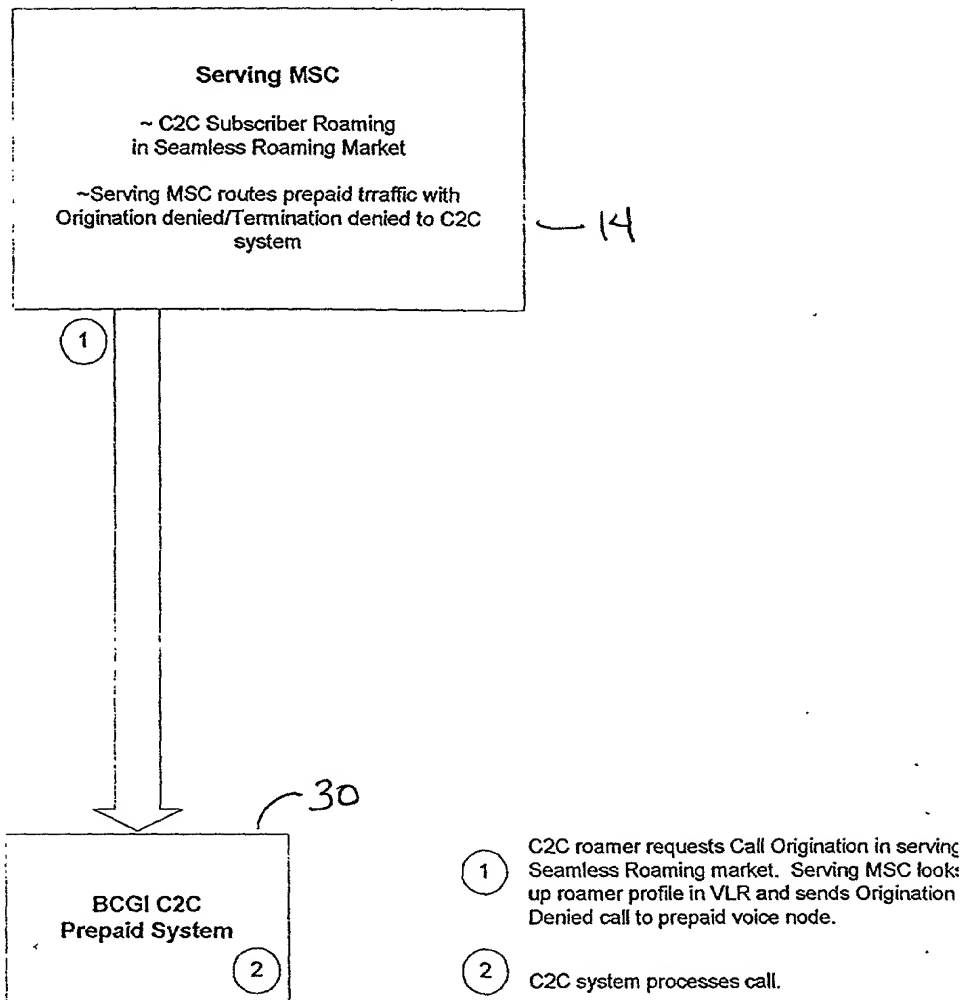 Serving MSC
~ C2C Subscriber Roaming
in Seamless Roaming Market
~Serving MSC routes prepaid trraffic with
Origination denied/Termination denied to C2C
system
14
1
30
BCGI C2C
Prepaid System
2
1
C2C roamer requests Call Origination in serving
Seamless Roaming market. Serving MSC looks
up roamer profile in VLR and sends Origination
Denied call to prepaid voice node.
2
C2C system processes call.